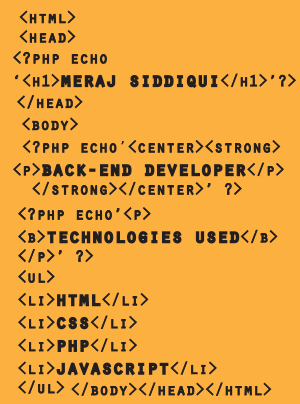 <HTML>
<HEAD>
<?PHP ECHO
'<H1>MERAJ SIDDIQUI</H1>'?>
</HEAD>
<BODY>
<?PHP ECHO'<CENTER><STRONG>
<P>BACK-END DEVELOPER</P>
</STRONG></CENTER>' ?>
<?PHP ECHO'<P>
<B>TECHNOLOGIES USED</B>
</P>' ?>
<UL>
<LI>HTML</LI>
<LI>CSS</LI>
<LI>PHP</LI>
<LI>JAVASCRIPT</LI>
</UL> </BODY></HEAD></HTML>